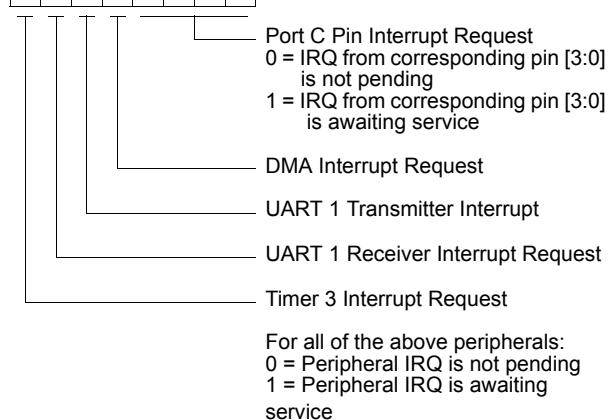 Port C Pin Interrupt Request
0 = IRQ from corresponding pin [3:0]
is not pending
1 = IRQ from corresponding pin [3:0]
is awaiting service
DMA Interrupt Request
UART 1 Transmitter Interrupt
UART 1 Receiver Interrupt Request
Timer 3 Interrupt Request
For all of the above peripherals:
0 = Peripheral IRQ is not pending
1 = Peripheral IRQ is awaiting
service